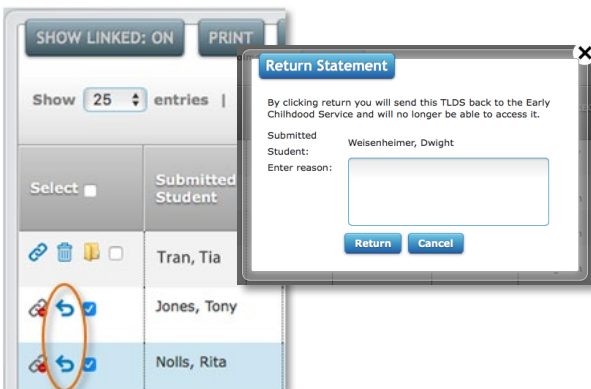 SHOW LINKED: ON
PRINT
Show 25 entries |
Select
Submitted
Student
Tran, Tia
Jones, Tony
Nolls, Rita
Return Statement
By clicking return you will send this TLDS back to the Early
Chilhdood Service and will no longer be able to access it.
Submitted
Student:
Weisenheimer, Dwight
Enter reason:
Return
Cancel